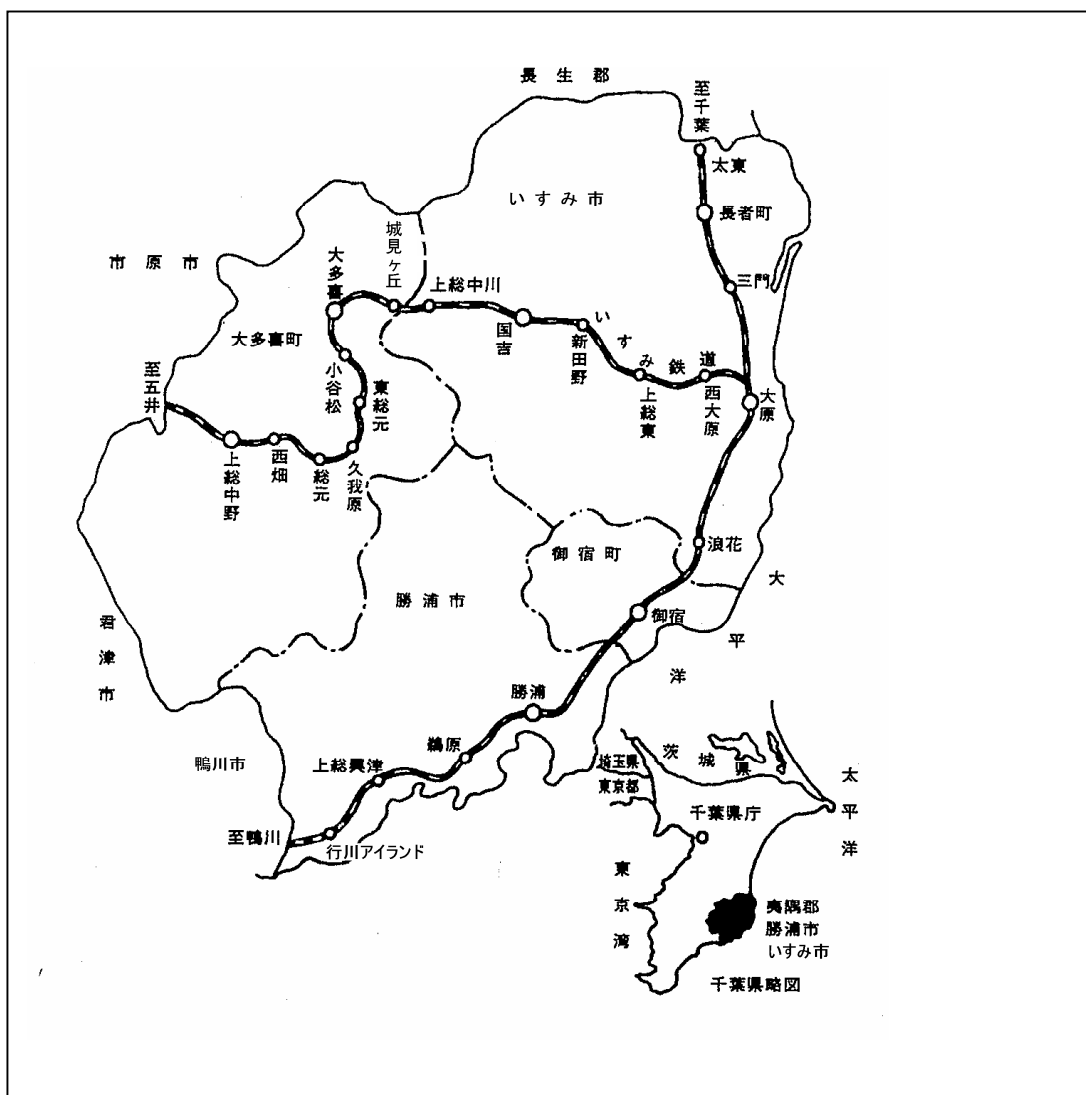 長生郡
至千葉
太東
いすみ市
長者町
城見ヶ丘
市原市
大多喜
上総中川
三門
国吉
新田野
いすみ鉄道
大多喜町
小谷松
東総元
上総東
西大原
大原
至五井
上総中野
西畑
総元
久我原
浪花
御宿町
大平洋
勝浦市
御宿
君津市
勝浦
鵜原
鴨川市
上総興津
至鴨川
行川アイランド
茨城県
埼玉県
東京都
太平洋
千葉県庁
東京湾
夷隅郡
勝浦市
いすみ市
千葉県略図